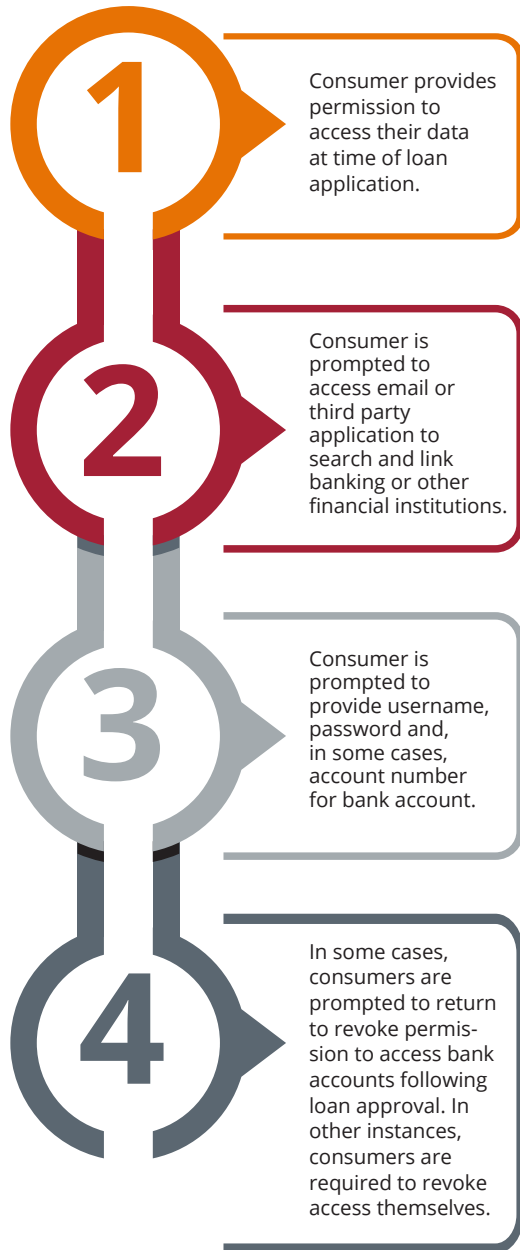 1
Consumer provides
permission to
access their data
at time of loan
application.
2
Consumer is
prompted to
access email or
third party
application to
search and link
banking or other
financial institutions.
3
Consumer is
prompted to
provide username,
password and,
in some cases,
account number
for bank account.
4
In some cases,
consumers are
prompted to return
to revoke permis-
sion to access bank
accounts following
loan approval. In
other instances,
consumers are
required to revoke
access themselves.